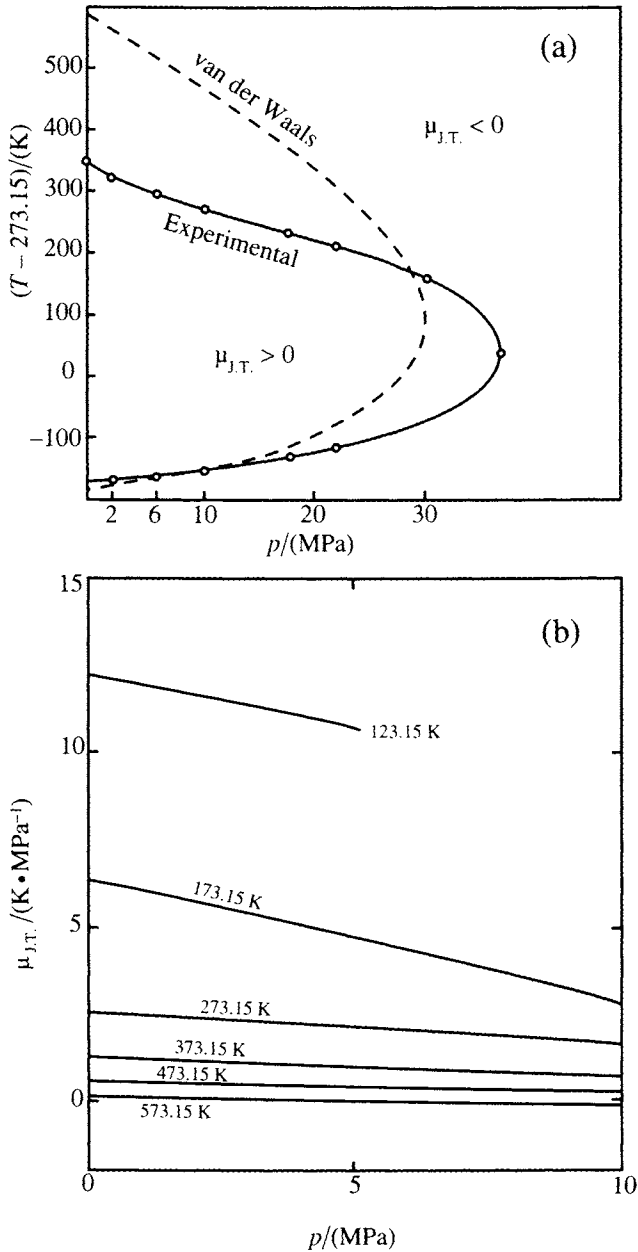 (a)
500
400
300
200
100
0
−100
(T − 273.15)/(K)
van der Waals
μJ.T. < 0
Experimental
μJ.T. > 0
2 6 10 20 30
p/(MPa)
(b)
15
10
5
0
μJ.T./(K•MPa⁻¹)
123.15 K
173.15 K
273.15 K
373.15 K
473.15 K
573.15 K
0 5 10
p/(MPa)